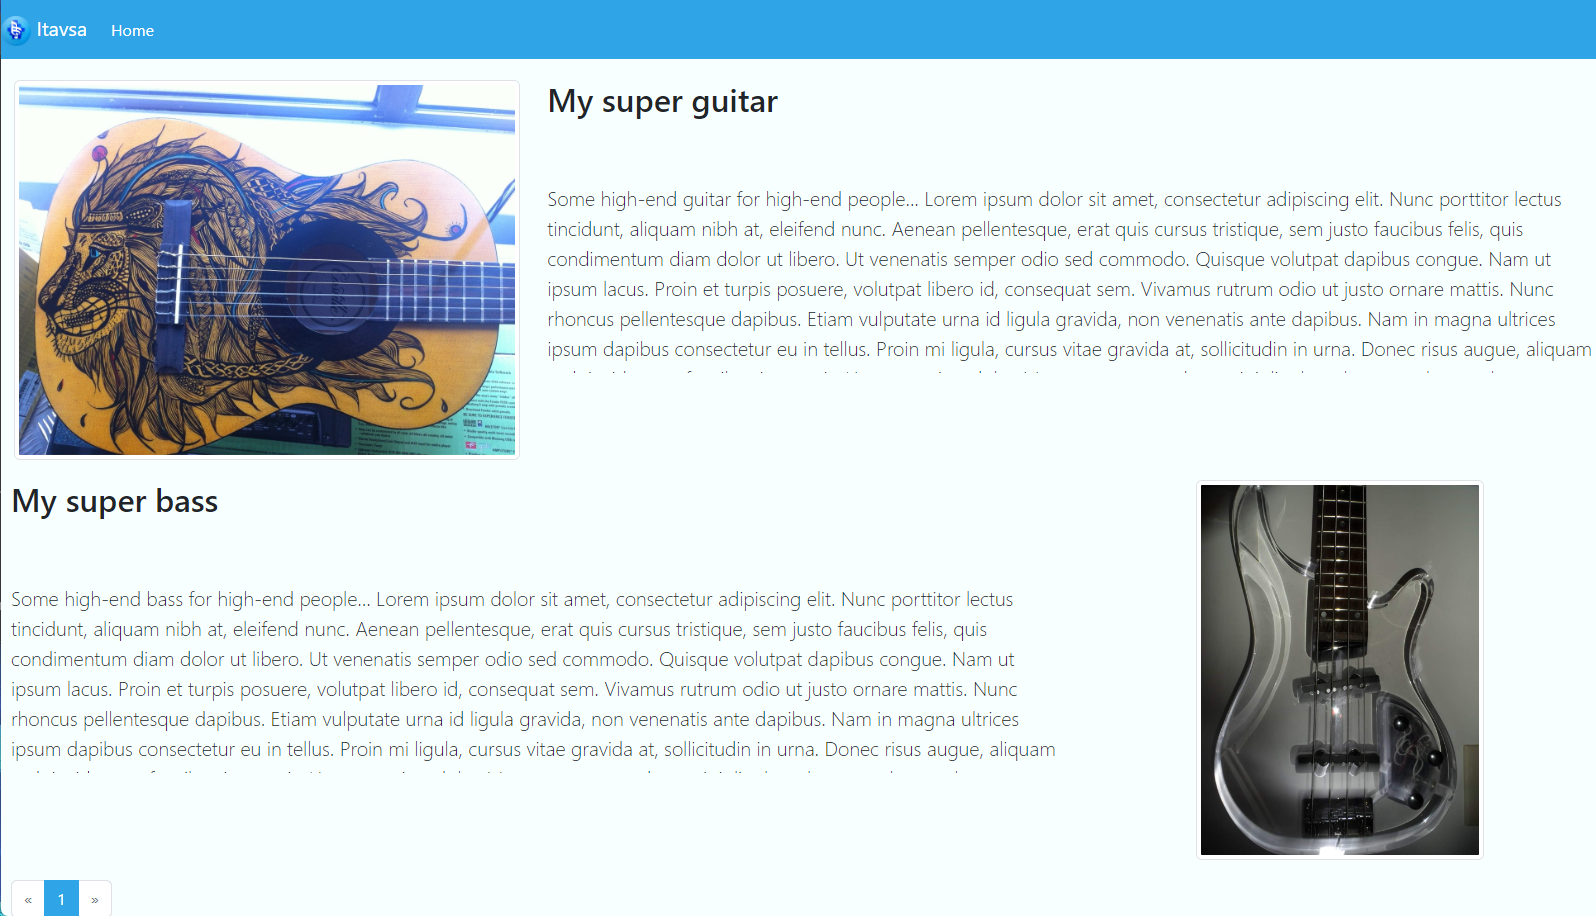 Itavsa Home
My super guitar
Some high-end guitar for high-end people... Lorem ipsum dolor sit amet, consectetur adipiscing elit. Nunc porttitor lectus
tincidunt, aliquam nibh at, eleifend nunc. Aenean pellentesque, erat quis cursus tristique, sem justo faucibus felis, quis
condimentum diam dolor ut libero. Ut venenatis semper odio sed commodo. Quisque volutpat dapibus congue. Nam ut
ipsum lacus. Proin et turpis posuere, volutpat libero id, consequat sem. Vivamus rutrum odio ut justo ornare mattis. Nunc
rhoncus pellentesque dapibus. Etiam vulputate urna id ligula gravida, non venenatis ante dapibus. Nam in magna ultrices
ipsum dapibus consectetur eu in tellus. Proin mi ligula, cursus vitae gravida at, sollicitudin in urna. Donec risus augue, aliquam
My super bass
Some high-end bass for high-end people... Lorem ipsum dolor sit amet, consectetur adipiscing elit. Nunc porttitor lectus
tincidunt, aliquam nibh at, eleifend nunc. Aenean pellentesque, erat quis cursus tristique, sem justo faucibus felis, quis
condimentum diam dolor ut libero. Ut venenatis semper odio sed commodo. Quisque volutpat dapibus congue. Nam ut
ipsum lacus. Proin et turpis posuere, volutpat libero id, consequat sem. Vivamus rutrum odio ut justo ornare mattis. Nunc
rhoncus pellentesque dapibus. Etiam vulputate urna id ligula gravida, non venenatis ante dapibus. Nam in magna ultrices
ipsum dapibus consectetur eu in tellus. Proin mi ligula, cursus vitae gravida at, sollicitudin in urna. Donec risus augue, aliquam
« 1 »